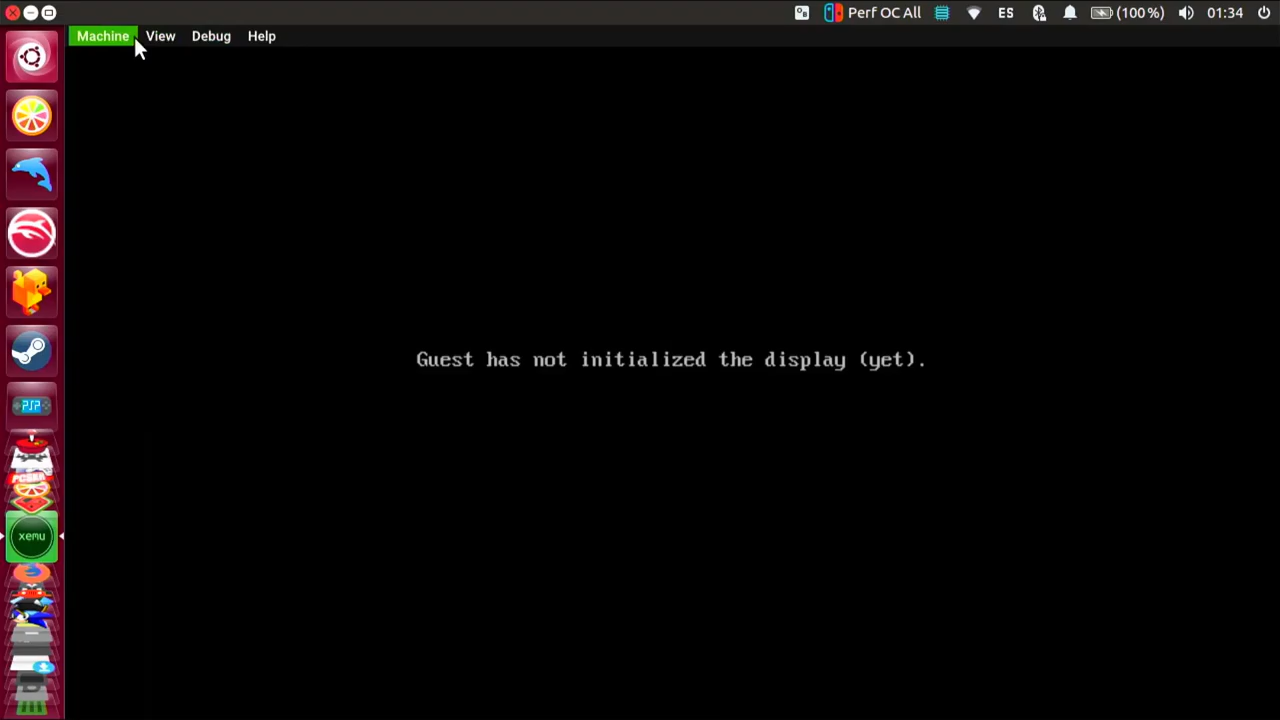 Perf OC All ES (100%) 01:34
Machine View Debug Help
Guest has not initialized the display (yet).
PSP
xemu